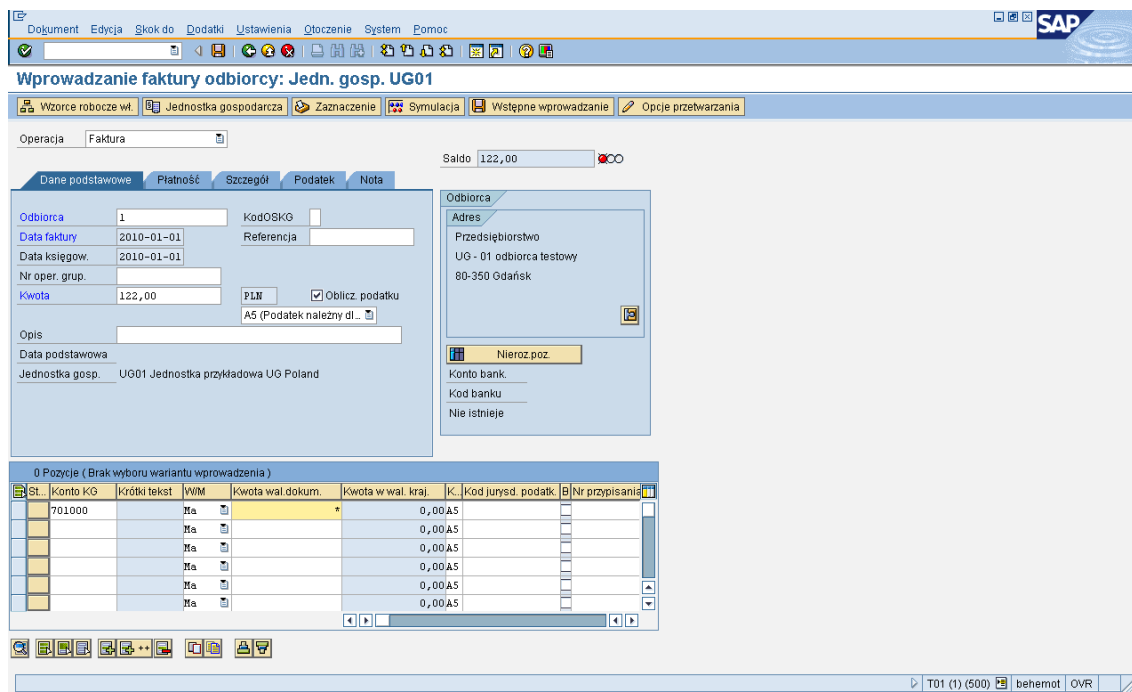 Dokument Edycja Skok do Dodatki Ustawienia Otoczenie System Pomoc
SAP
Wprowadzanie faktury odbiorcy: Jedn. gosp. UG01
Wzorce robocze wł. Jednostka gospodarcza Zaznaczenie Symulacja Wstępne wprowadzanie Opcje przetwarzania
Operacja Faktura
Saldo 122,00
Dane podstawowe Płatność Szczegół Podatek Nota
Odbiorca
Odbiorca 1 KodOSKG
Adres
Data faktury 2010-01-01 Referencja
Przedsiębiorstwo
Data księgow. 2010-01-01
UG - 01 odbiorca testowy
Nr oper. grup.
80-350 Gdańsk
Kwota 122,00 PLN Oblicz. podatku
A5 (Podatek należny dl...
Opis
Data podstawowa
Nieroz.poz.
Jednostka gosp. UG01 Jednostka przykładowa UG Poland
Konto bank.
Kod banku
Nie istnieje
0 Pozycje ( Brak wyboru wariantu wprowadzenia )
St... Konto KG Krótki tekst W/M Kwota wal.dokum. Kwota w wal. kraj. K... Kod jurysd. podatk. B Nr przypisania
701000 Ma * 0,00 A5
Ma 0,00 A5
Ma 0,00 A5
Ma 0,00 A5
Ma 0,00 A5
Ma 0,00 A5
T01 (1) (500) behemot OVR